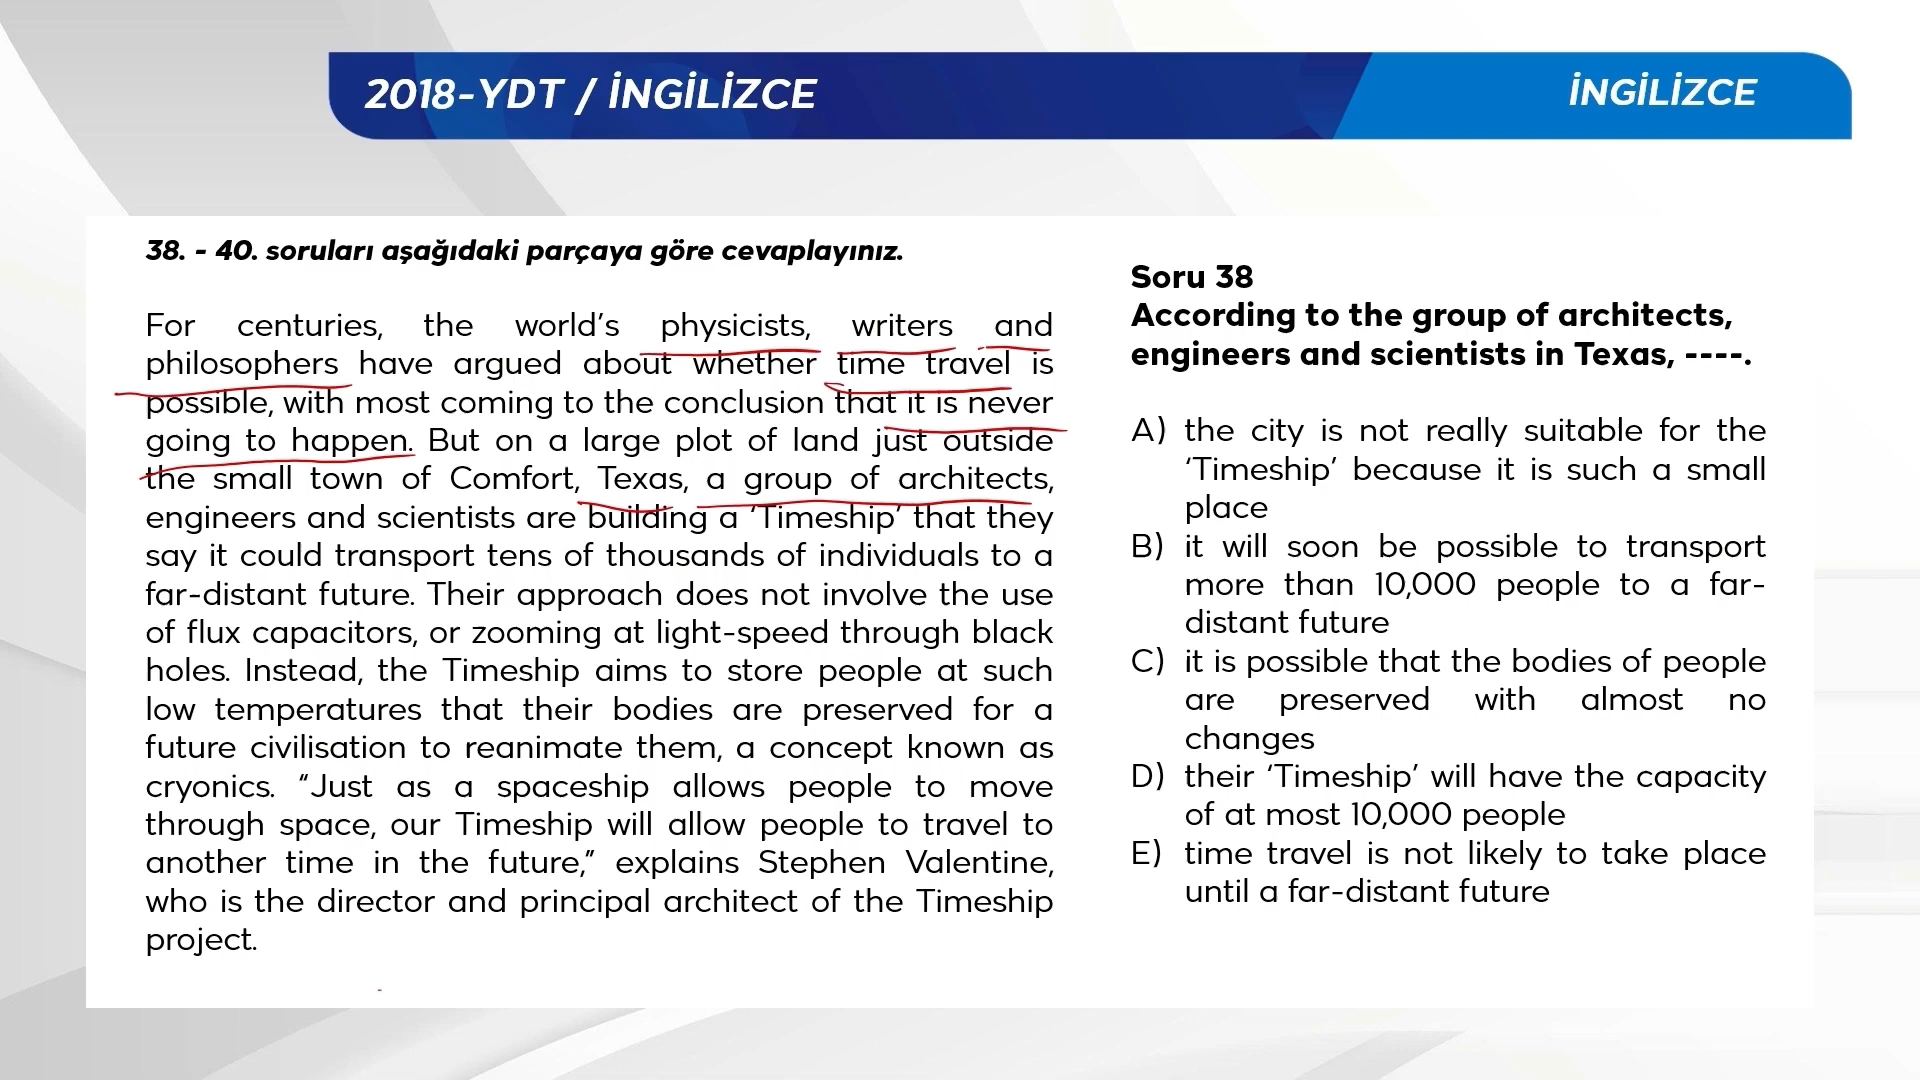 2018-YDT / İNGİLİZCE
İNGİLİZCE
38. - 40. soruları aşağıdaki parçaya göre cevaplayınız.
For centuries, the world's physicists, writers and
philosophers have argued about whether time travel is
possible, with most coming to the conclusion that it is never
going to happen. But on a large plot of land just outside
the small town of Comfort, Texas, a group of architects,
engineers and scientists are building a 'Timeship' that they
say it could transport tens of thousands of individuals to a
far-distant future. Their approach does not involve the use
of flux capacitors, or zooming at light-speed through black
holes. Instead, the Timeship aims to store people at such
low temperatures that their bodies are preserved for a
future civilisation to reanimate them, a concept known as
cryonics. “Just as a spaceship allows people to move
through space, our Timeship will allow people to travel to
another time in the future,” explains Stephen Valentine,
who is the director and principal architect of the Timeship
project.
Soru 38
According to the group of architects,
engineers and scientists in Texas, ----.
A) the city is not really suitable for the
'Timeship' because it is such a small
place
B) it will soon be possible to transport
more than 10,000 people to a far-
distant future
C) it is possible that the bodies of people
are preserved with almost no
changes
D) their 'Timeship' will have the capacity
of at most 10,000 people
E) time travel is not likely to take place
until a far-distant future